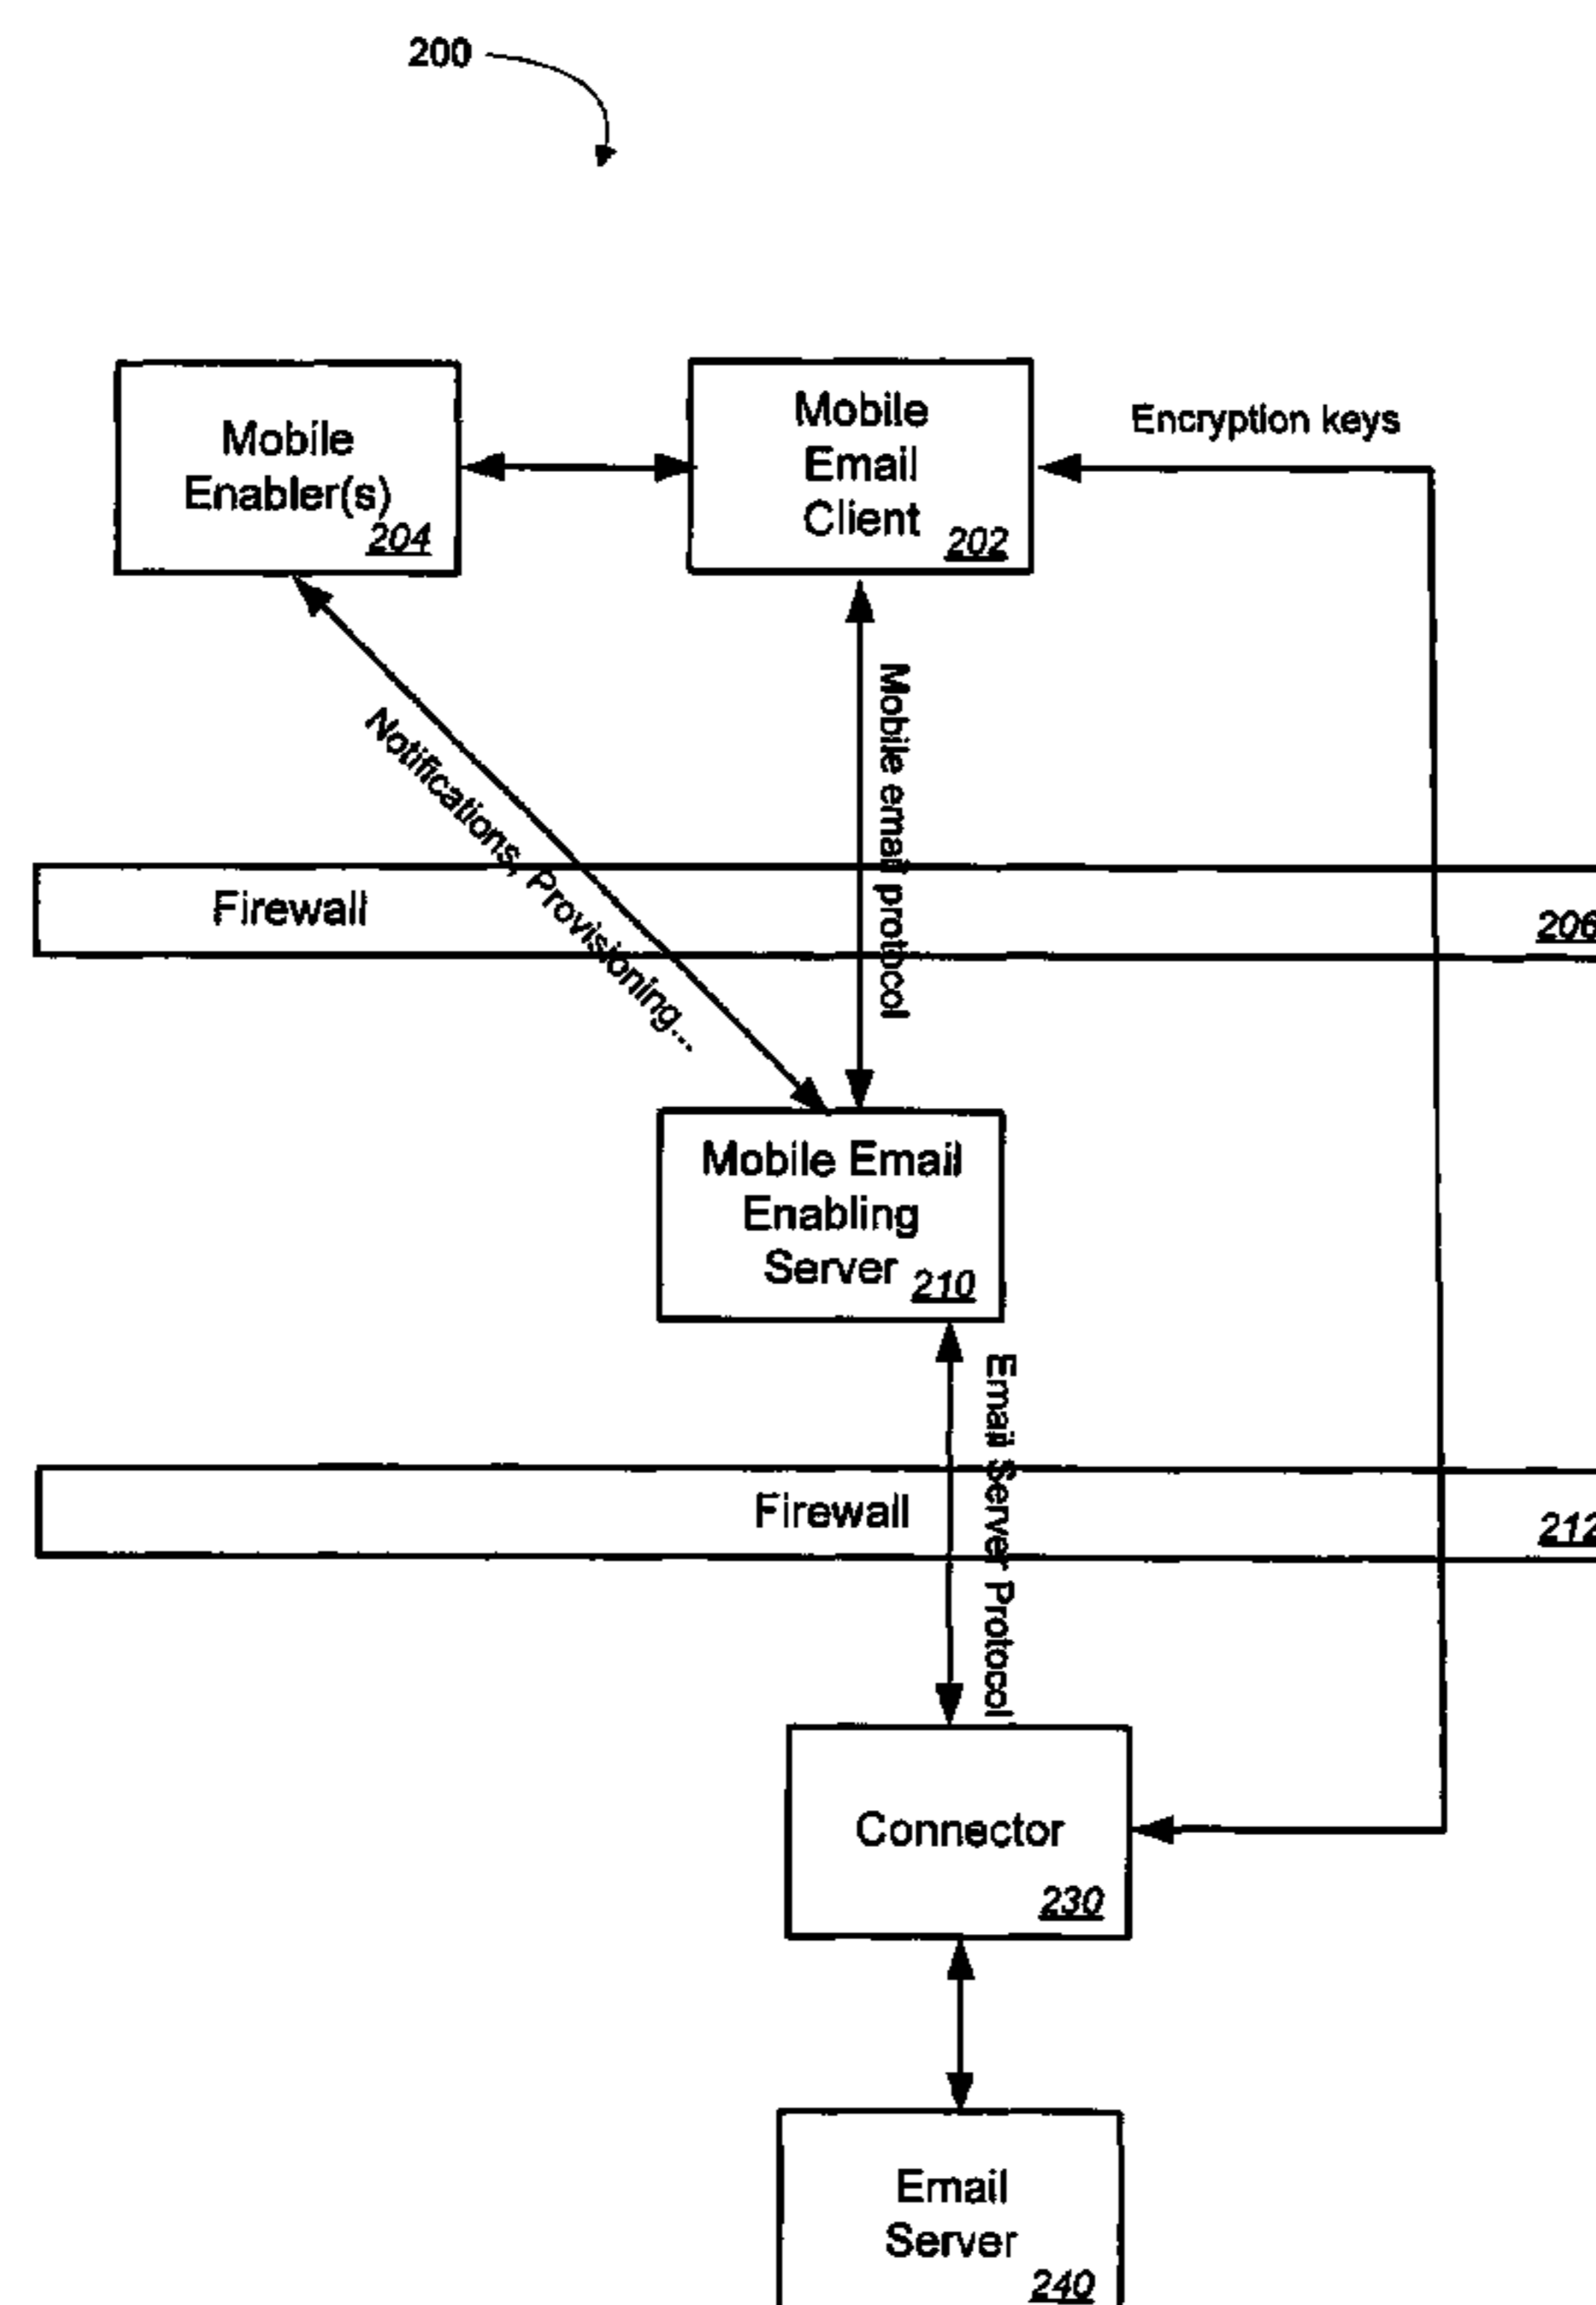 200
Mobile
Enabler(s)
204
Mobile
Email
Client
202
Encryption keys
Notifications, Provisioning...
Mobile email protocol
Firewall
206
Mobile Email
Enabling
Server
210
Email Server Protocol
Firewall
212
Connector
230
Email
Server
240